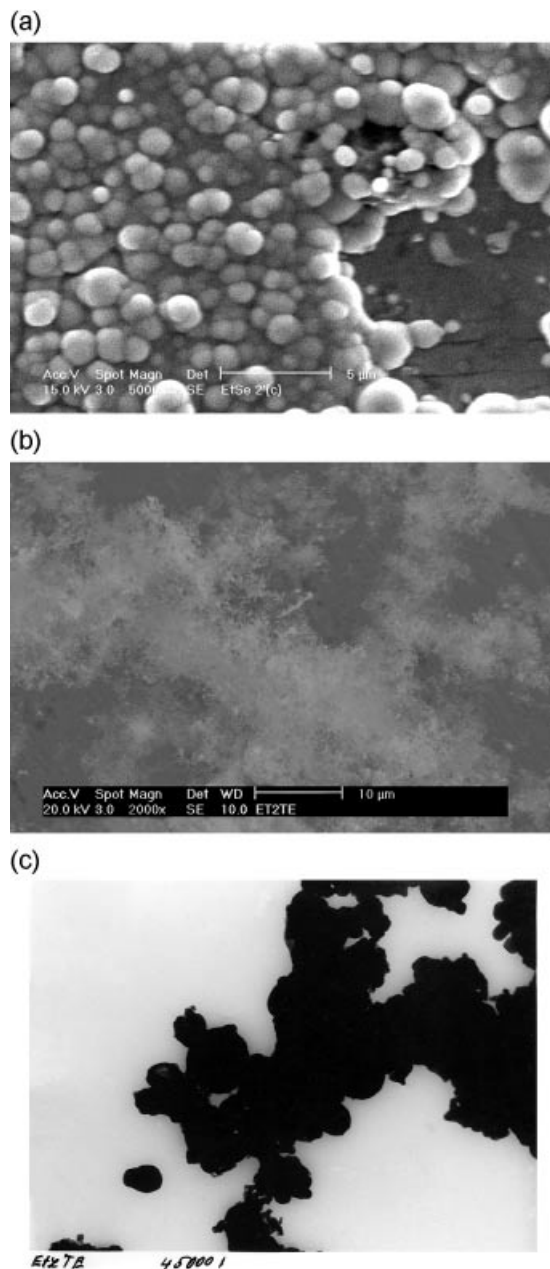 (a)
Acc.V Spot Magn Det 5 µm
15.0 kV 3.0 5000x SE EtSe 2'(c)
(b)
Acc.V Spot Magn Det WD 10 µm
20.0 kV 3.0 2000x SE 10.0 ET2TE
(c)
45000